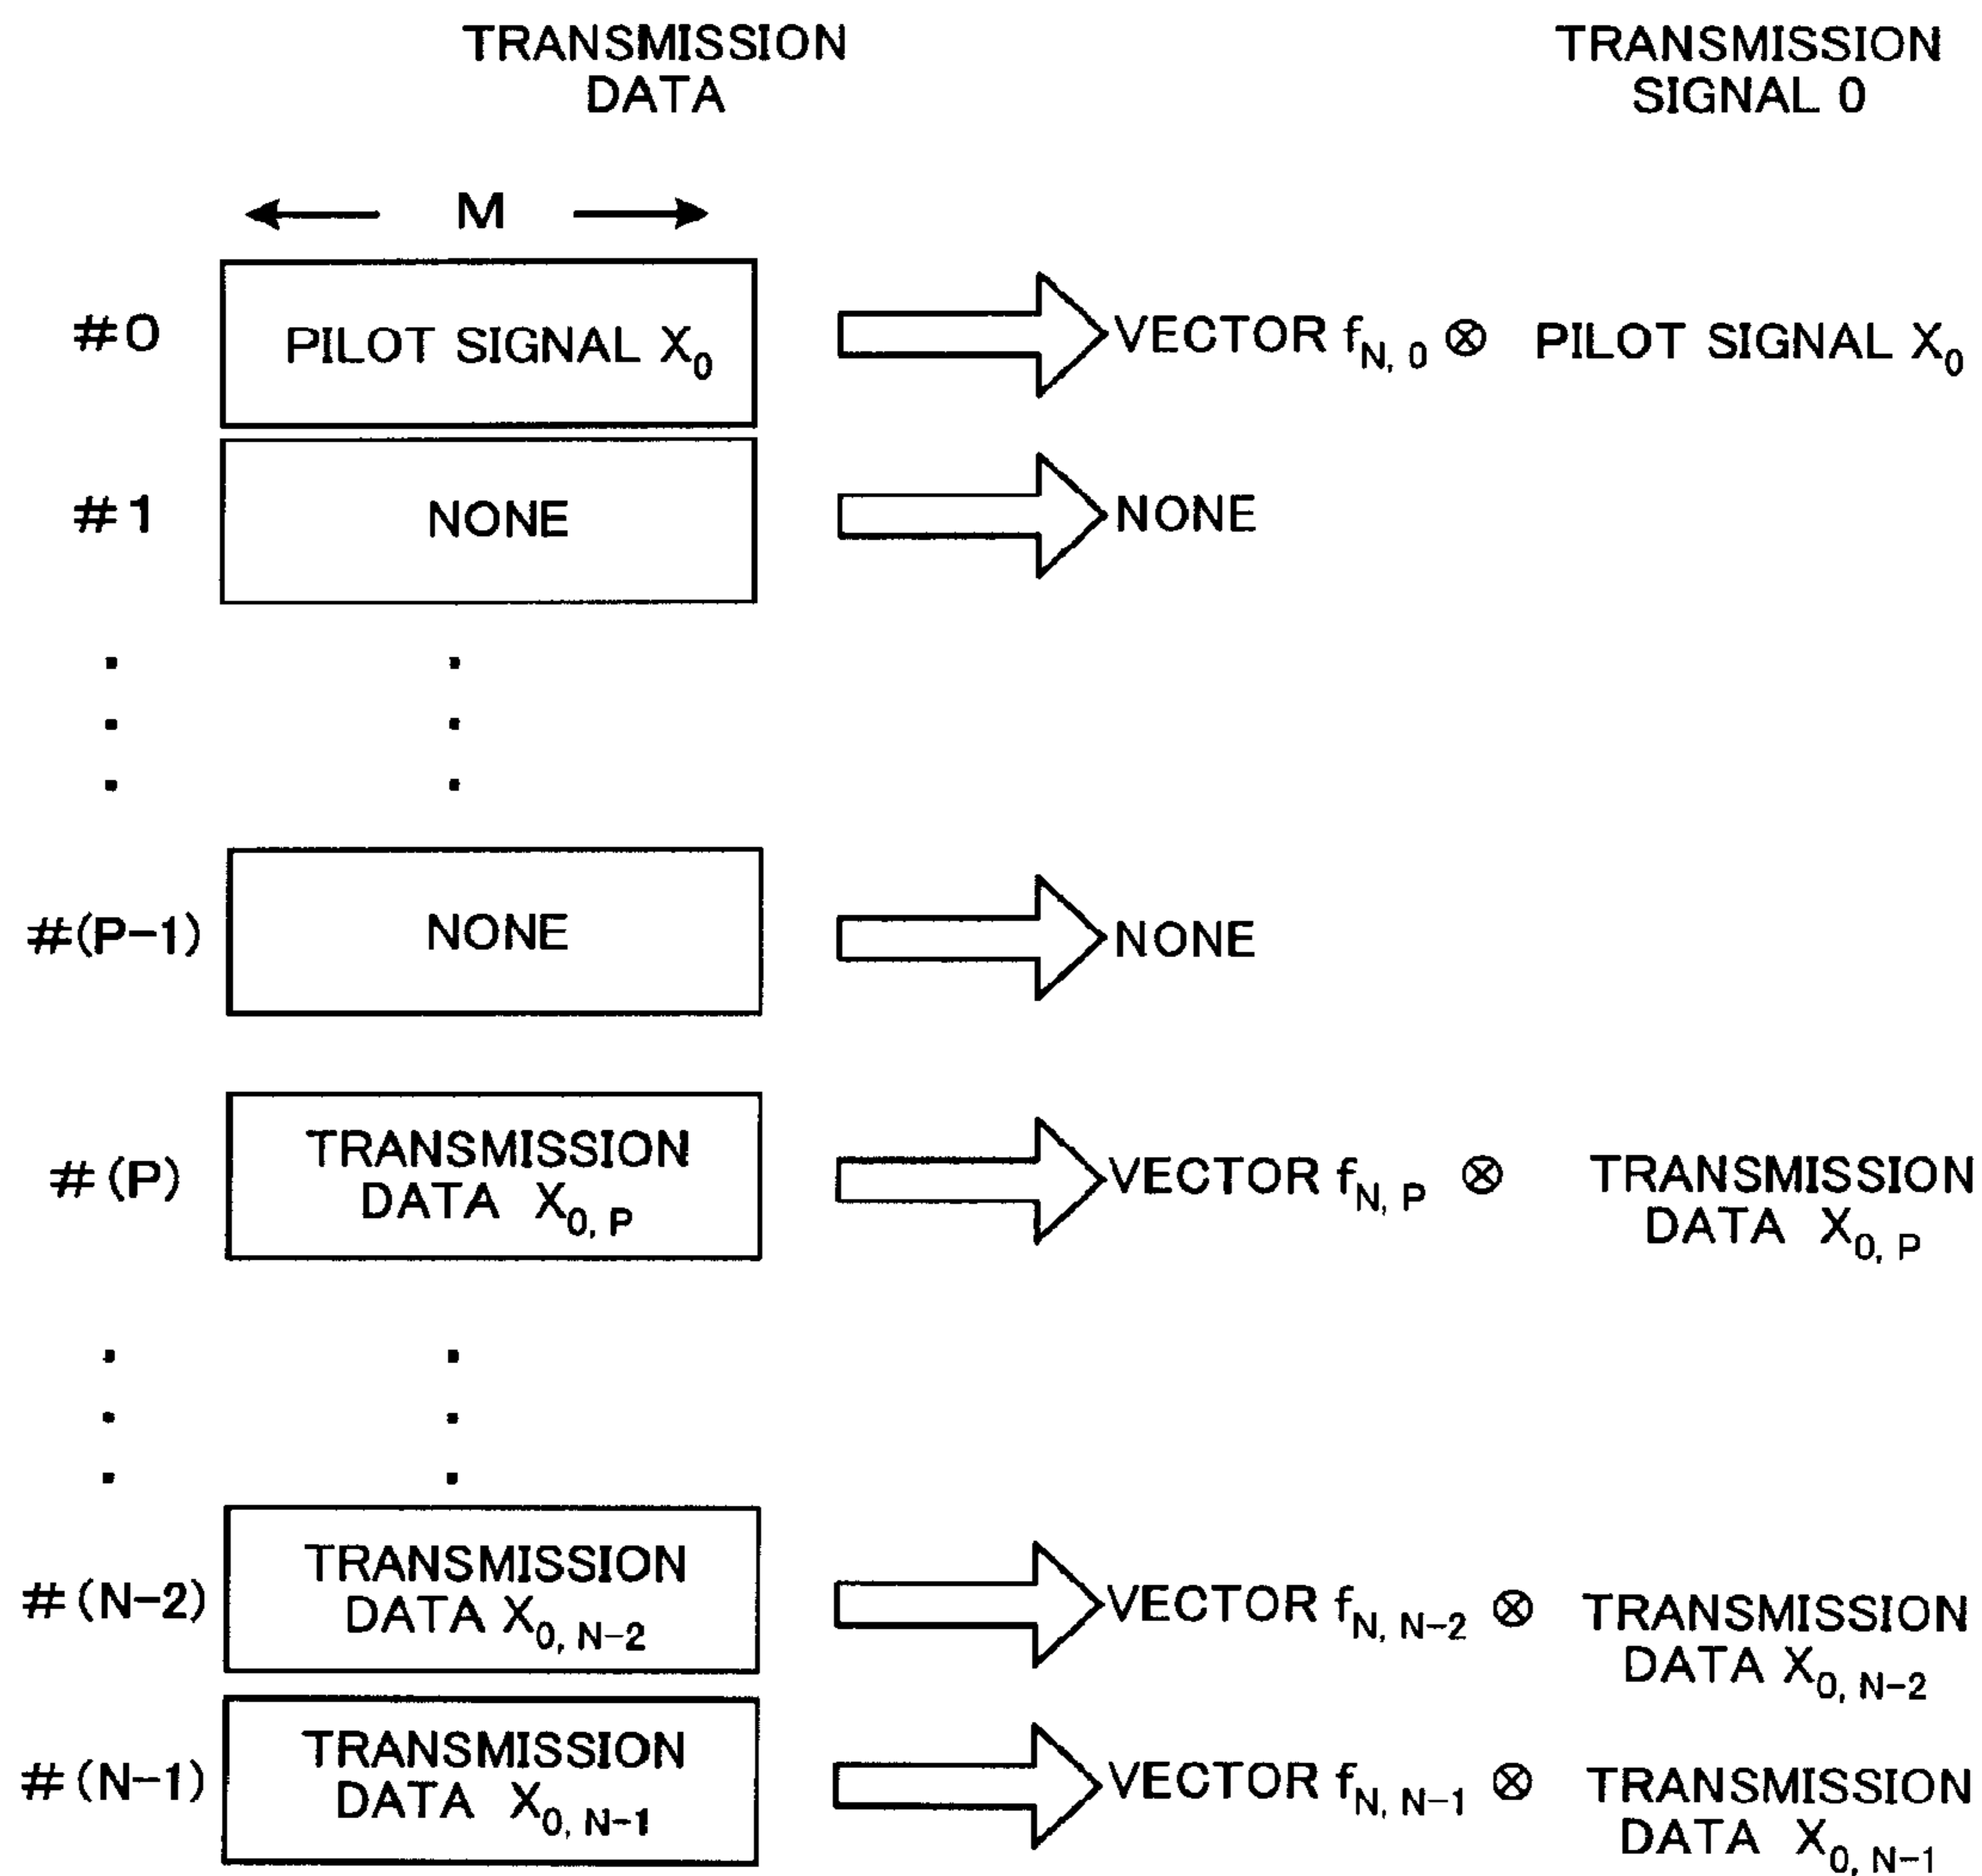 TRANSMISSION DATA
TRANSMISSION SIGNAL 0
M
#0 PILOT SIGNAL X0 VECTOR fN, 0 ⊗ PILOT SIGNAL X0
#1 NONE NONE
#(P-1) NONE NONE
#(P) TRANSMISSION DATA X0, P VECTOR fN, P ⊗ TRANSMISSION DATA X0, P
#(N-2) TRANSMISSION DATA X0, N-2 VECTOR fN, N-2 ⊗ TRANSMISSION DATA X0, N-2
#(N-1) TRANSMISSION DATA X0, N-1 VECTOR fN, N-1 ⊗ TRANSMISSION DATA X0, N-1